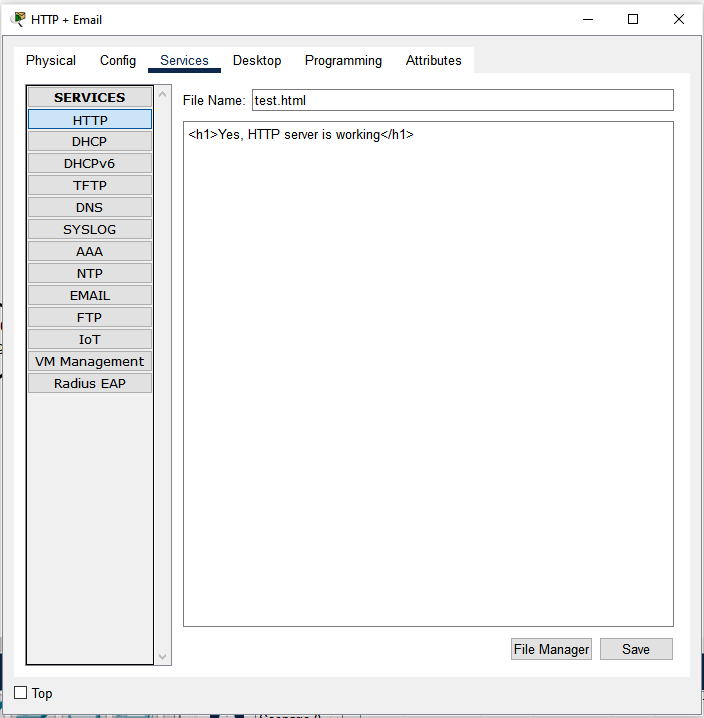 HTTP + Email
Physical Config Services Desktop Programming Attributes
SERVICES
HTTP
DHCP
DHCPv6
TFTP
DNS
SYSLOG
AAA
NTP
EMAIL
FTP
IoT
VM Management
Radius EAP
File Name: test.html
<h1>Yes, HTTP server is working</h1>
File Manager Save
Top